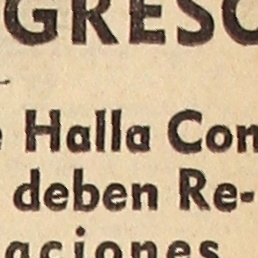 GRESO
e Halla Con
deben Re-
aciones